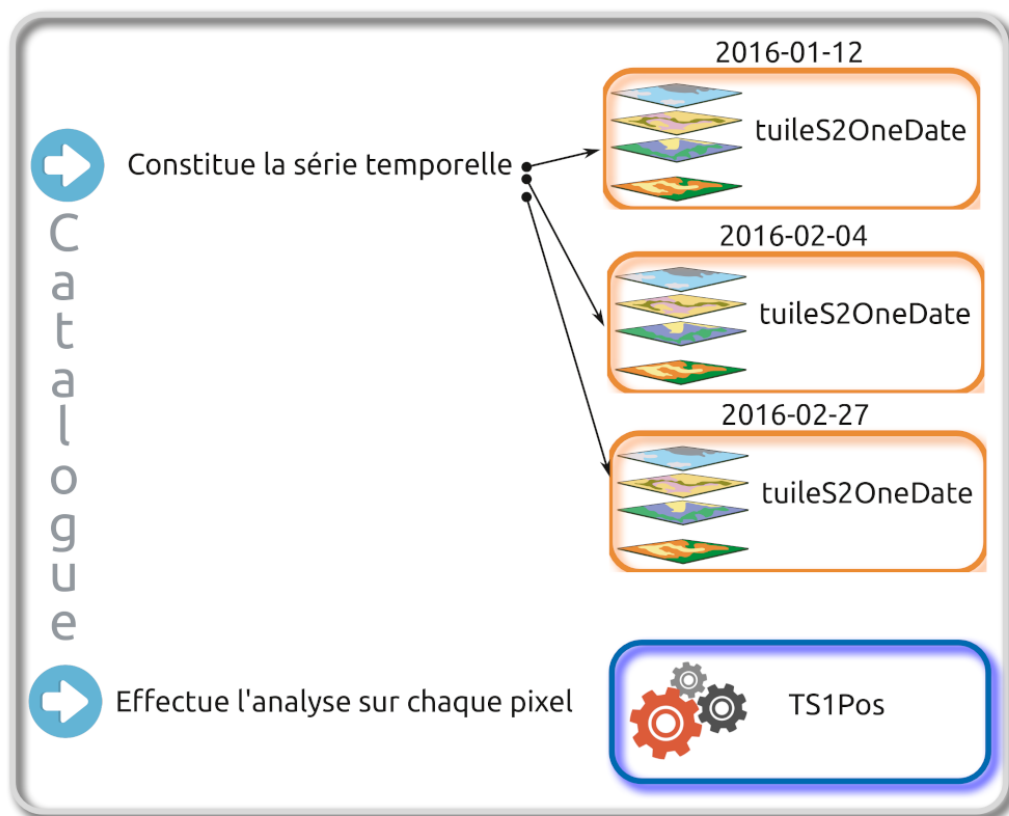 2016-01-12
tuileS2OneDate
Constitue la série temporelle
Catalogue
2016-02-04
tuileS2OneDate
2016-02-27
tuileS2OneDate
Effectue l'analyse sur chaque pixel
TS1Pos